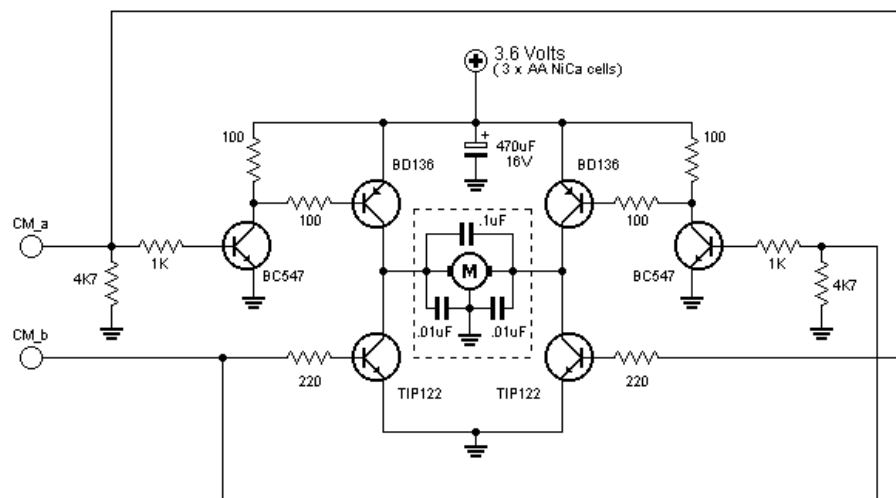 3.6 Volts
( 3 x AA NiCa cells)
+
100
470uF
16V
100
BD136
BD136
100
100
CM_a
.1uF
1K
BC547
M
BC547
1K
4K7
4K7
.01uF
.01uF
CM_b
220
220
TIP122
TIP122